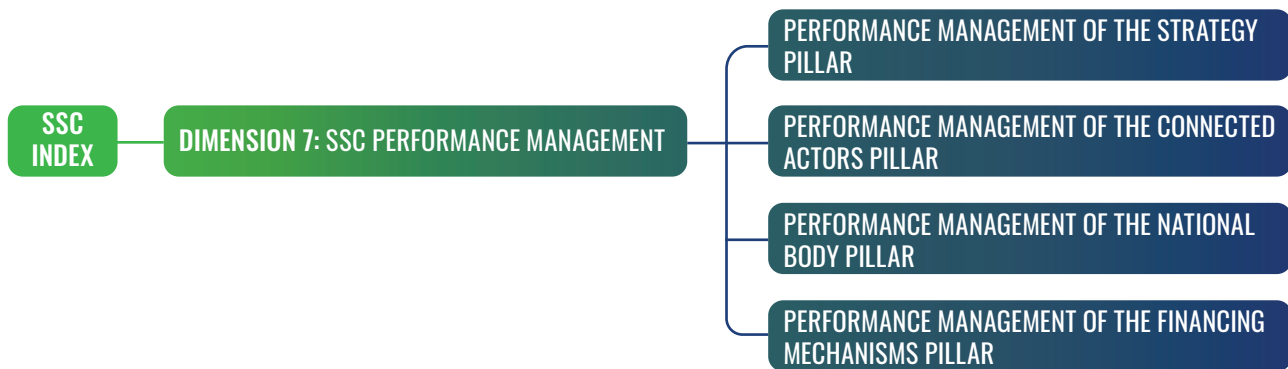 SSC
INDEX
DIMENSION 7: SSC PERFORMANCE MANAGEMENT
PERFORMANCE MANAGEMENT OF THE STRATEGY
PILLAR
PERFORMANCE MANAGEMENT OF THE CONNECTED
ACTORS PILLAR
PERFORMANCE MANAGEMENT OF THE NATIONAL
BODY PILLAR
PERFORMANCE MANAGEMENT OF THE FINANCING
MECHANISMS PILLAR